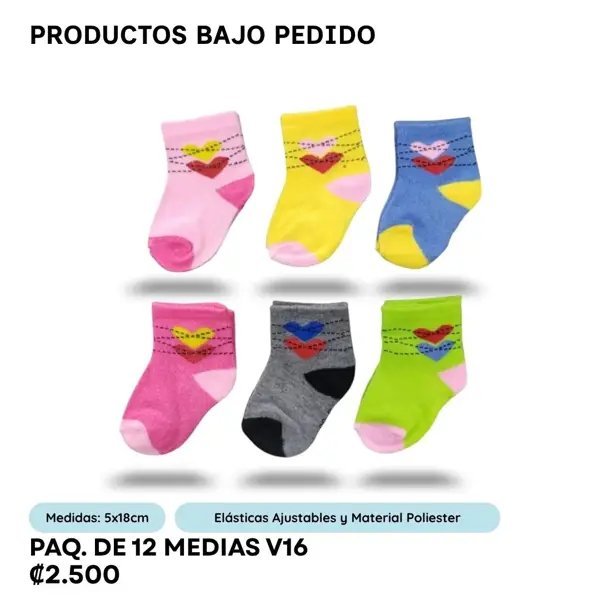 PRODUCTOS BAJO PEDIDO
Medidas: 5x18cm
Elásticas Ajustables y Material Poliester
PAQ. DE 12 MEDIAS V16
₡2.500